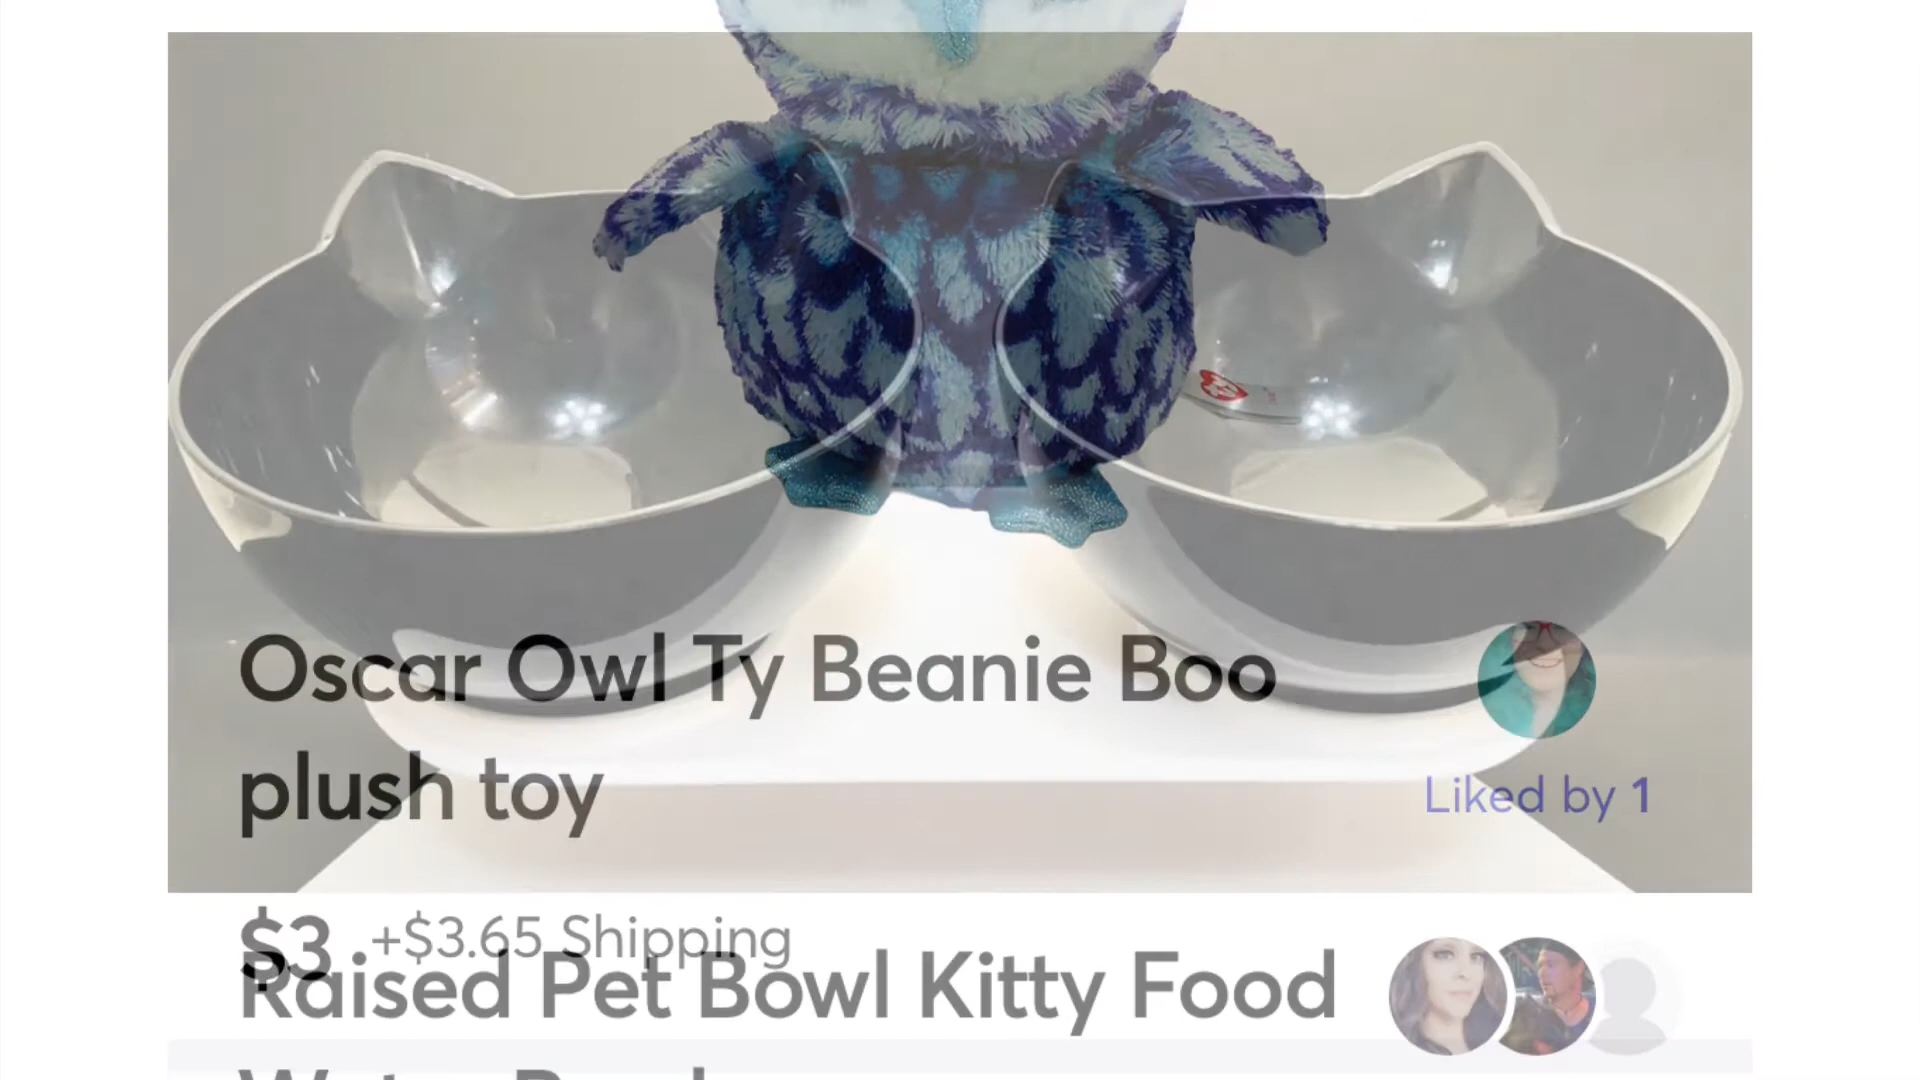 Oscar Owl Ty Beanie Boo
plush toy
Liked by 1
$3 +$3.65 Shipping
Raised Pet Bowl Kitty Food